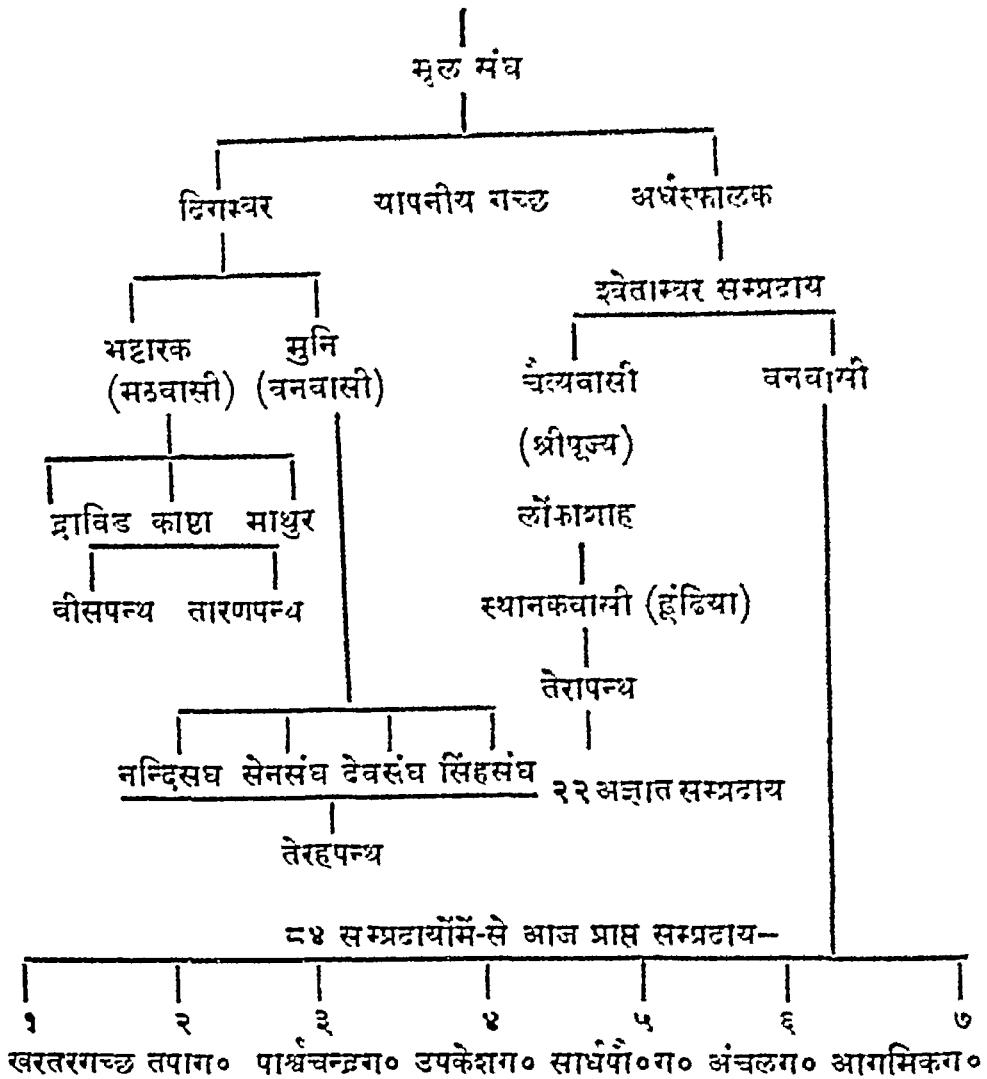 मूल संघ
दिगम्बर यापनीय गच्छ अर्धस्फालक
श्वेताम्बर सम्प्रदाय
भट्टारक मुनि
(मठवासी) (वनवासी) चैत्यवासी वनवासी
(श्रीपूज्य)
द्राविड काष्ठा माथुर लोंकाशाह
वीसपन्थ तारणपन्थ स्थानकवासी (ढूंढिया)
तेरापन्थ
नन्दिसघ सेनसंघ देवसंघ सिंहसंघ २२ अज्ञात सम्प्रदाय
तेरहपन्थ
८४ सम्प्रदायोंमें-से आज प्राप्त सम्प्रदाय–
१ २ ३ ४ ५ ६ ७
खरतरगच्छ तपाग० पार्श्वचन्द्रग० उपकेशग० सार्धपौ०ग० अंचलग० आगमिकग०